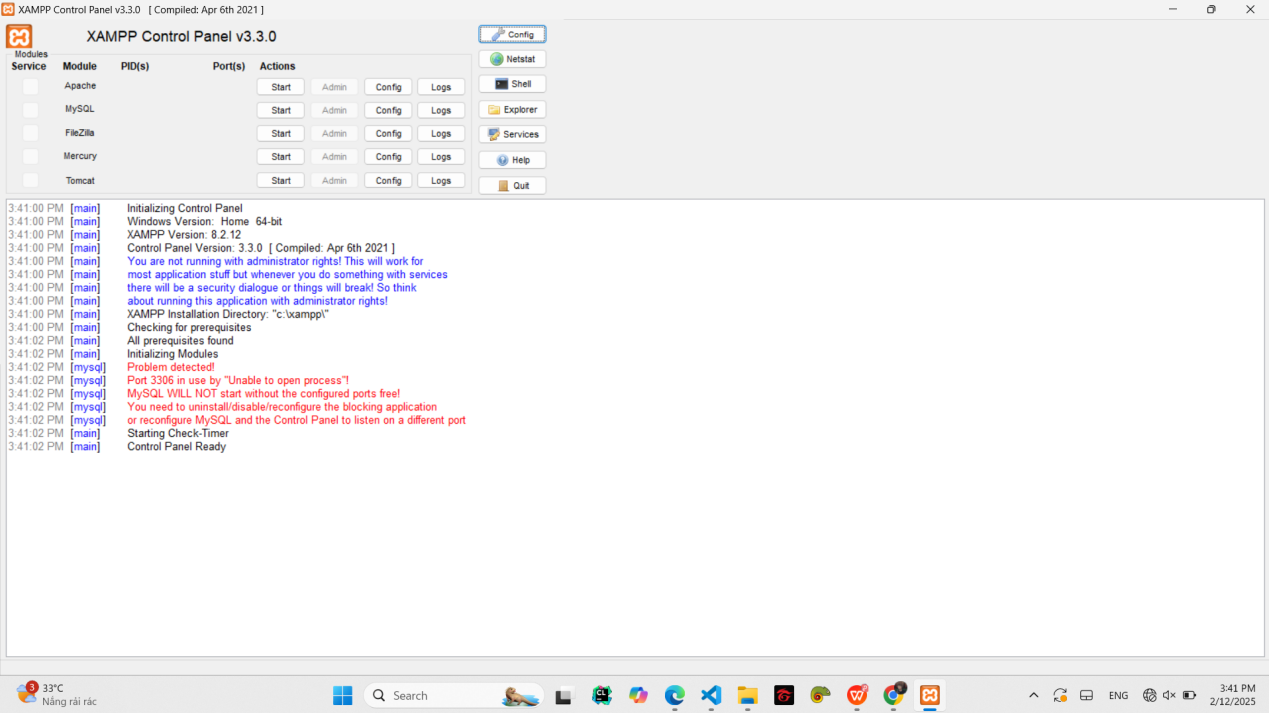 XAMPP Control Panel v3.3.0 [ Compiled: Apr 6th 2021 ]
XAMPP Control Panel v3.3.0
Config
Modules
Service Module PID(s) Port(s) Actions
Netstat
Apache Start Admin Config Logs
Shell
MySQL Start Admin Config Logs
Explorer
FileZilla Start Admin Config Logs
Services
Mercury Start Admin Config Logs
Help
Tomcat Start Admin Config Logs
Quit
3:41:00 PM [main] Initializing Control Panel
3:41:00 PM [main] Windows Version: Home 64-bit
3:41:00 PM [main] XAMPP Version: 8.2.12
3:41:00 PM [main] Control Panel Version: 3.3.0 [ Compiled: Apr 6th 2021 ]
3:41:00 PM [main] You are not running with administrator rights! This will work for
3:41:00 PM [main] most application stuff but whenever you do something with services
3:41:00 PM [main] there will be a security dialogue or things will break! So think
3:41:00 PM [main] about running this application with administrator rights!
3:41:00 PM [main] XAMPP Installation Directory: "c:\xampp\"
3:41:00 PM [main] Checking for prerequisites
3:41:02 PM [main] All prerequisites found
3:41:02 PM [main] Initializing Modules
3:41:02 PM [mysql] Problem detected!
3:41:02 PM [mysql] Port 3306 in use by "Unable to open process"!
3:41:02 PM [mysql] MySQL WILL NOT start without the configured ports free!
3:41:02 PM [mysql] You need to uninstall/disable/reconfigure the blocking application
3:41:02 PM [mysql] or reconfigure MySQL and the Control Panel to listen on a different port
3:41:02 PM [main] Starting Check-Timer
3:41:02 PM [main] Control Panel Ready
3
33°C
Nắng rải rác
Search
CL
ENG
3:41 PM
2/12/2025